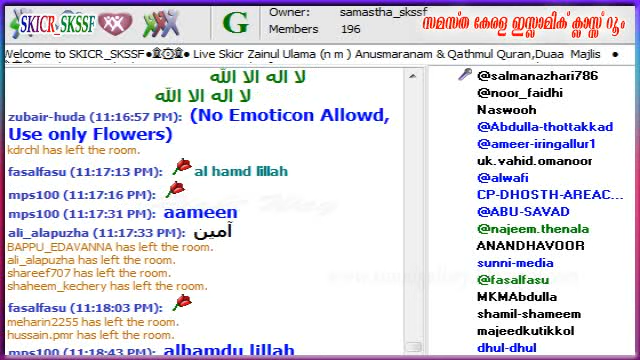 SKICR_SKSSF
G
Owner: samastha_skssf
Members 196
സമസ്ത കേരള ഇസ്ലാമിക് ക്ലാസ്സ് റൂം
Welcome to SKICR_SKSSF●۩۞۩● Live Skicr Zainul Ulama (n m ) Anusmaranam & Qathmul Quran,Duaa Majlis ●
لا اله الا الله
لا اله الا الله
zubair-huda (11:16:57 PM): (No Emoticon Allowd,
Use only Flowers)
kdrchl has left the room.
fasalfasu (11:17:13 PM): al hamd lillah
mps100 (11:17:16 PM):
mps100 (11:17:31 PM): aameen
ali_alapuzha (11:17:33 PM): آمين
BAPPU_EDAVANNA has left the room.
ali_alapuzha has left the room.
shareef707 has left the room.
shaheem_kechery has left the room.
fasalfasu (11:18:03 PM):
meharin2255 has left the room.
hussain.pmr has left the room.
mps100 (11:18:43 PM): alhamdu lillah
@salmanazhari786
@noor_faidhi
Naswooh
@Abdulla-thottakkad
@ameer-iringallur1
uk.vahid.omanoor
@alwafi
CP-DHOSTH-AREAC...
@ABU-SAVAD
@najeem.thenala
ANANDHAVOOR
sunni-media
@fasalfasu
MKMAbdulla
shamil-shameem
majeedkutikkol
dhul-dhul